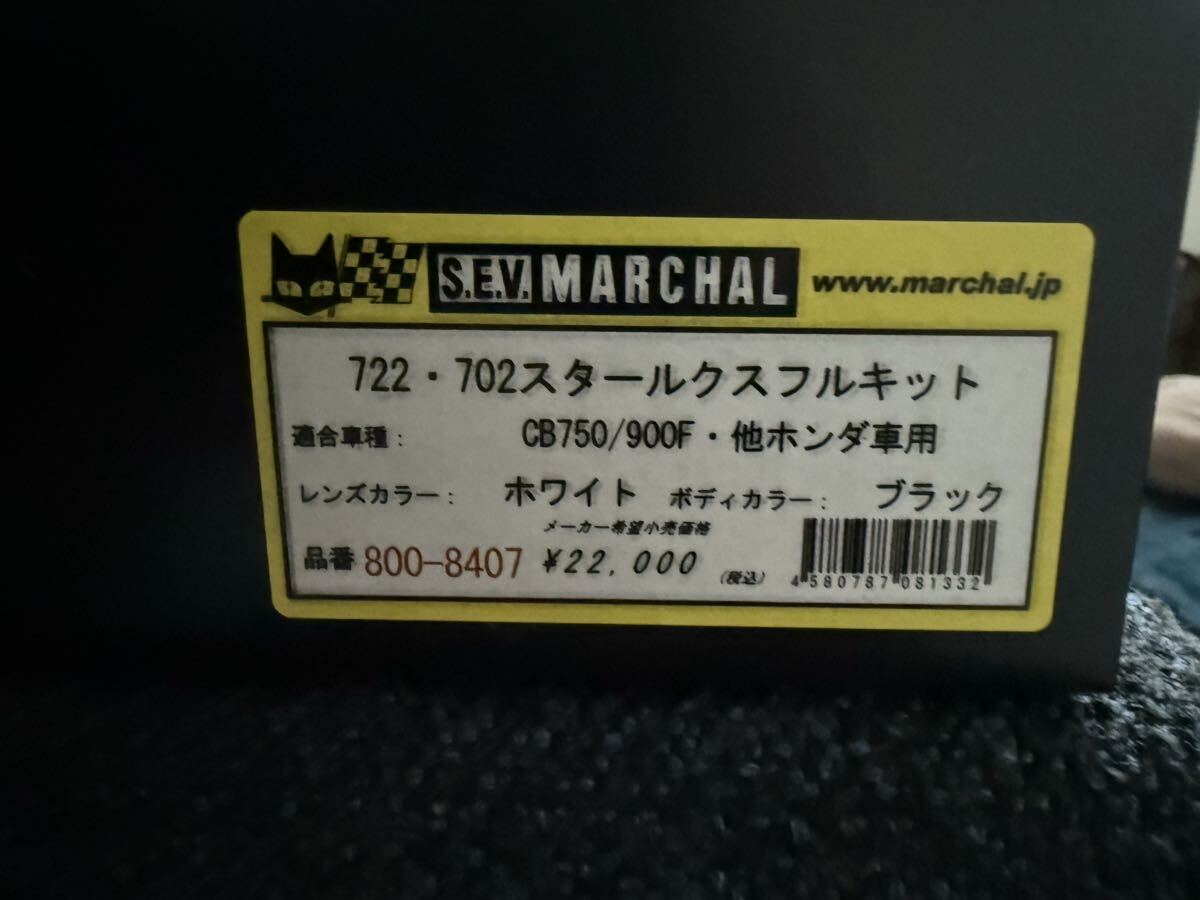 S.E.V. MARCHAL www.marchal.jp
722・702スタールクスフルキット
適合車種： CB750/900F・他ホンダ車用
レンズカラー： ホワイト ボディカラー： ブラック
メーカー希望小売価格
品番 800-8407 ¥22,000 (税込)
4 580787 081332